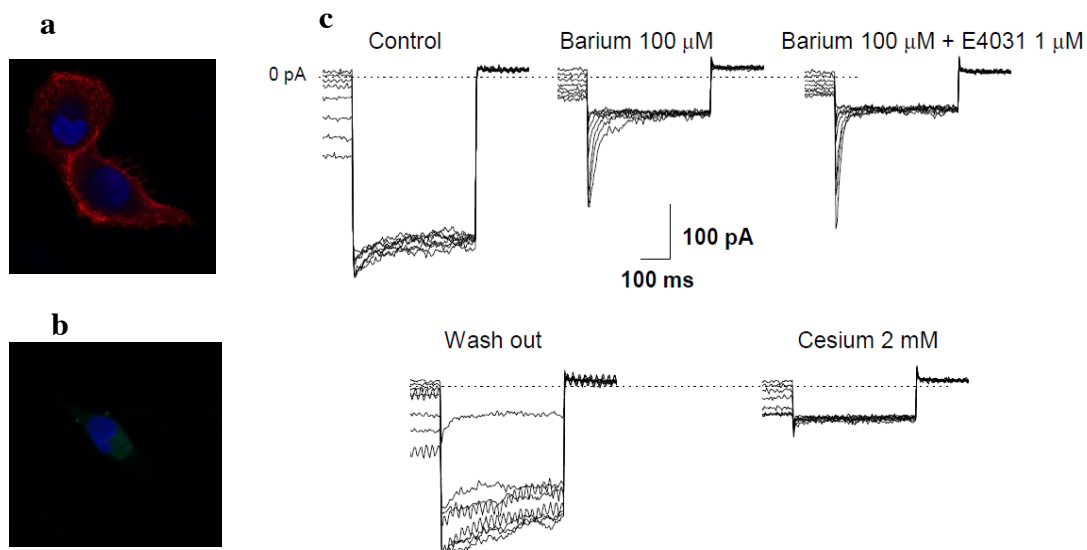 a
c
Control
Barium 100 μM
Barium 100 μM + E4031 1 μM
0 pA
100 pA
100 ms
b
Wash out
Cesium 2 mM